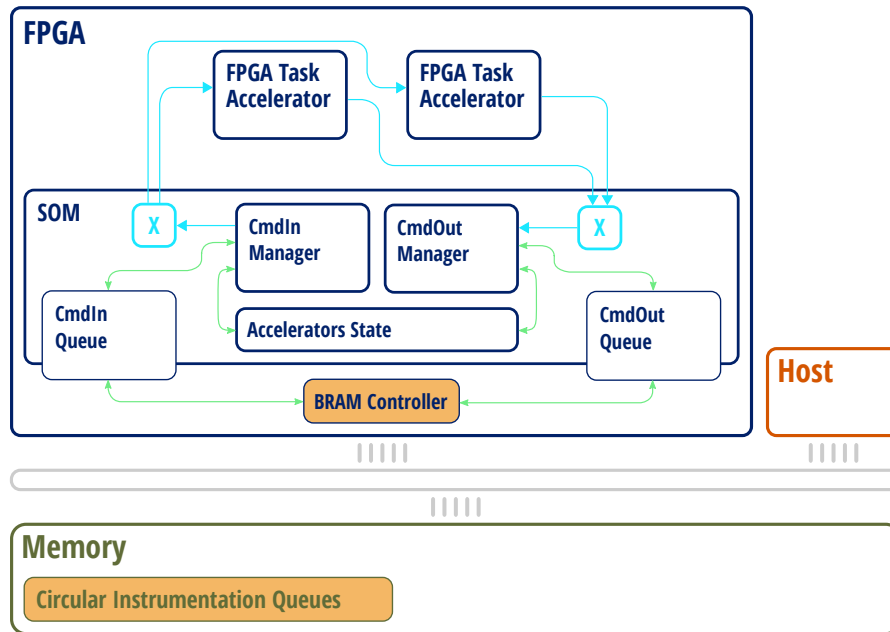 FPGA
FPGA Task
Accelerator
FPGA Task
Accelerator
SOM
X
CmdIn
Manager
CmdOut
Manager
X
CmdIn
Queue
Accelerators State
CmdOut
Queue
BRAM Controller
Host
Memory
Circular Instrumentation Queues